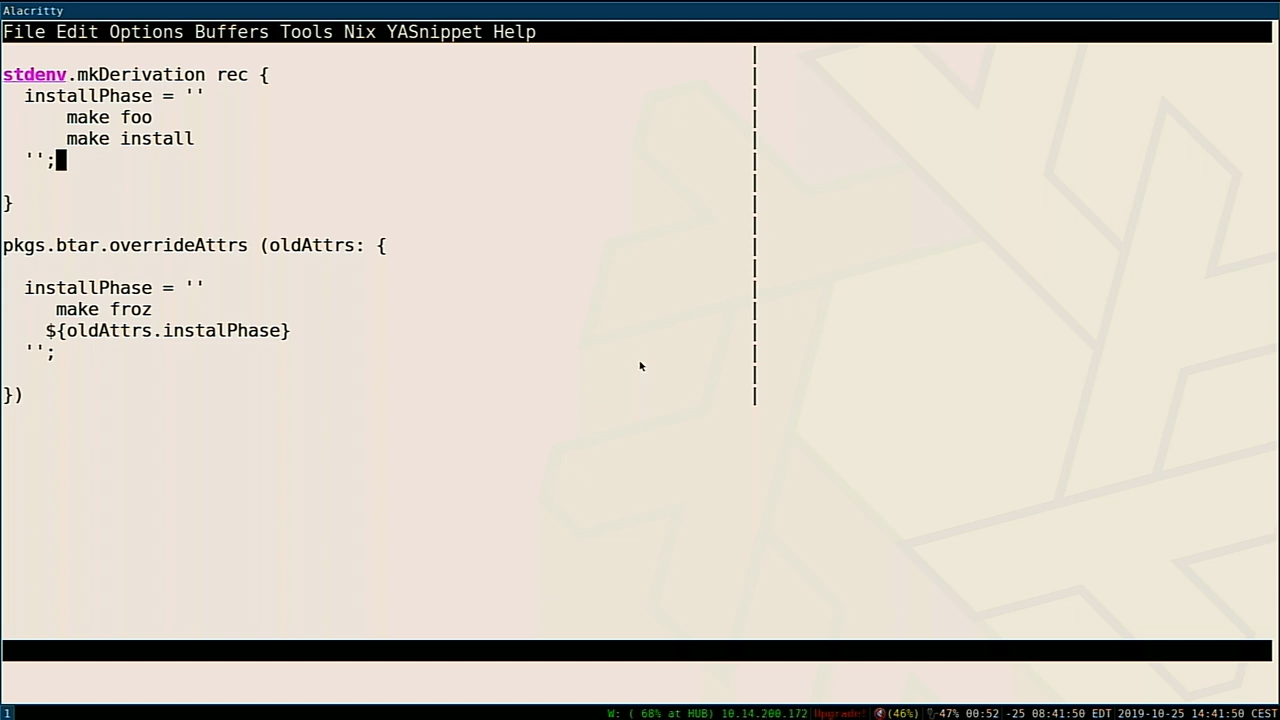 Alacritty
File Edit Options Buffers Tools Nix YASnippet Help
stdenv.mkDerivation rec {
  installPhase = ''
      make foo
      make install
  '';
}
pkgs.btar.overrideAttrs (oldAttrs: {
  installPhase = ''
     make froz
    ${oldAttrs.instalPhase}
  '';
})
1 W: ( 68% at HUB) 10.14.200.172 Upgrade! (46%) 47% 00:52 -25 08:41:50 EDT 2019-10-25 14:41:50 CEST